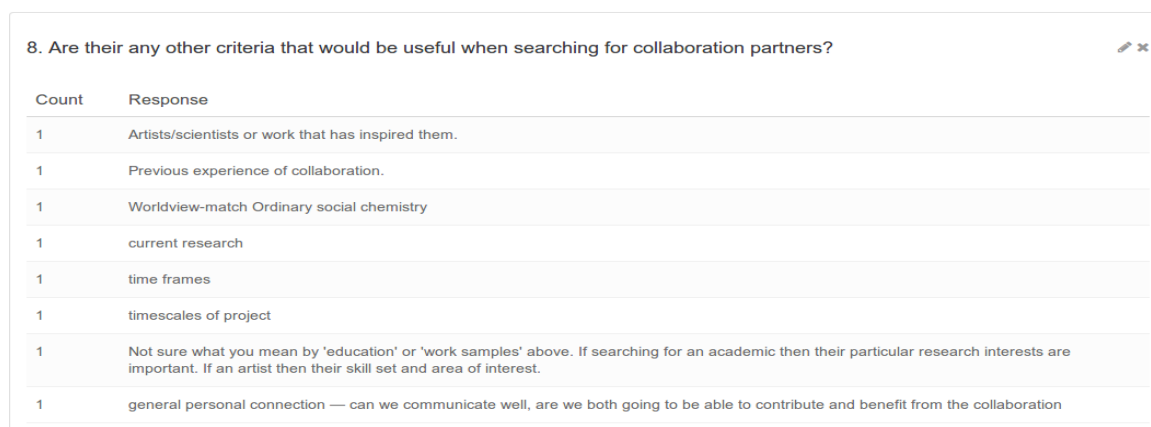 8. Are their any other criteria that would be useful when searching for collaboration partners?
Count Response
1 Artists/scientists or work that has inspired them.
1 Previous experience of collaboration.
1 Worldview-match Ordinary social chemistry
1 current research
1 time frames
1 timescales of project
1 Not sure what you mean by 'education' or 'work samples' above. If searching for an academic then their particular research interests are
important. If an artist then their skill set and area of interest.
1 general personal connection — can we communicate well, are we both going to be able to contribute and benefit from the collaboration